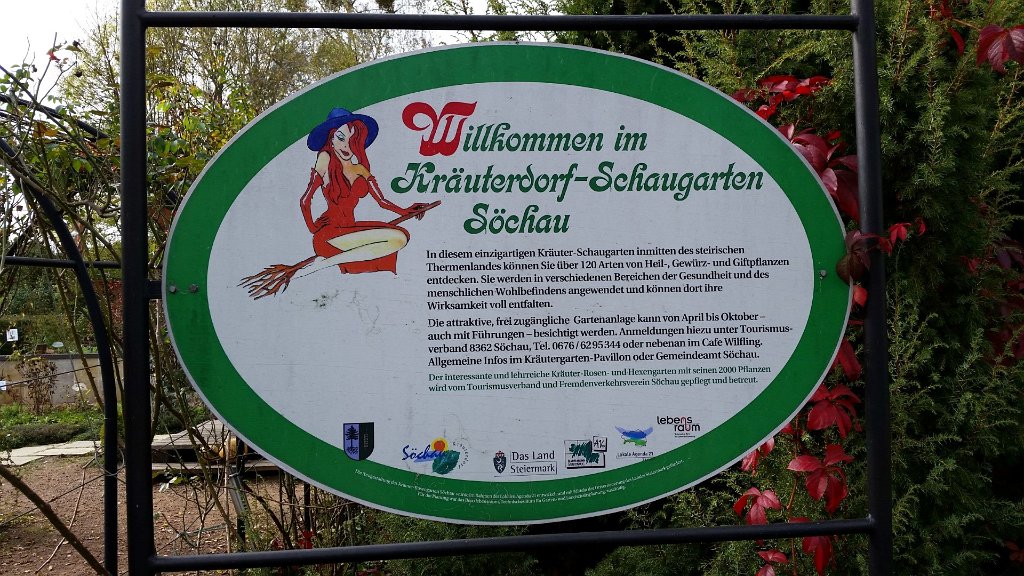 Willkommen im
Kräuterdorf-Schaugarten
Söchau
In diesem einzigartigen Kräuter-Schaugarten inmitten des steirischen
Thermenlandes können Sie über 120 Arten von Heil-, Gewürz- und Giftpflanzen
entdecken. Sie werden in verschiedenen Bereichen der Gesundheit und des
menschlichen Wohlbefindens angewendet und können dort ihre
Wirksamkeit voll entfalten.
Die attraktive, frei zugängliche Gartenanlage kann von April bis Oktober –
auch mit Führungen – besichtigt werden. Anmeldungen hiezu unter Tourismus-
verband 8362 Söchau, Tel. 0676/6295344 oder nebenan im Cafe Wilfling.
Allgemeine Infos im Kräutergarten-Pavillon oder Gemeindeamt Söchau.
Der interessante und lehrreiche Kräuter-Rosen- und-Hexengarten mit seinen 2000 Pflanzen
wird vom Tourismusverband und Fremdenverkehrsverein Söchau gepflegt und betreut.
Söchau
Das Land
Steiermark
Lokale Agenda 21
lebens
raum